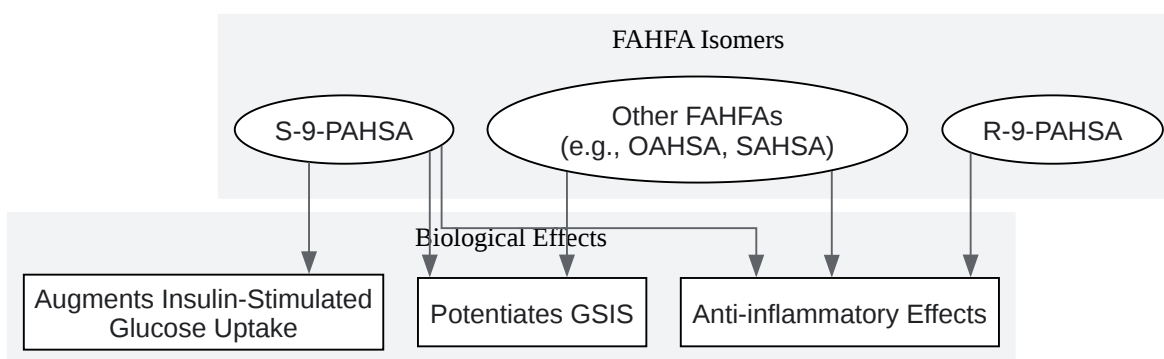 FAHFA Isomers
S-9-PAHSA
Other FAHFAs
(e.g., OAHSA, SAHSA)
R-9-PAHSA
Biological Effects
Augments Insulin-Stimulated
Glucose Uptake
Potentiates GSIS
Anti-inflammatory Effects